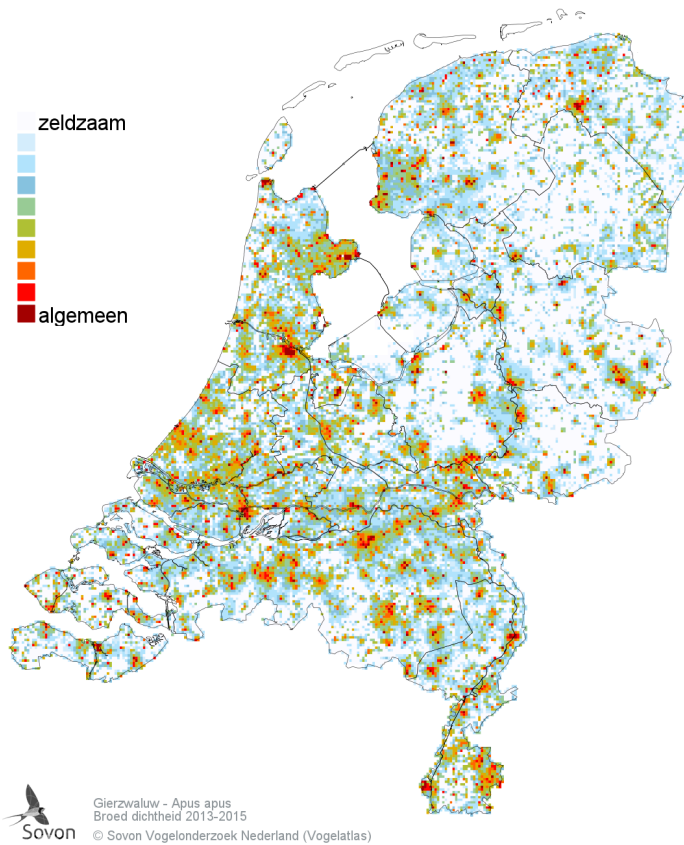 zeldzaam
algemeen
Gierzwaluw - Apus apus
Broed dichtheid 2013-2015
© Sovon Vogelonderzoek Nederland (Vogelatlas)
Sovon